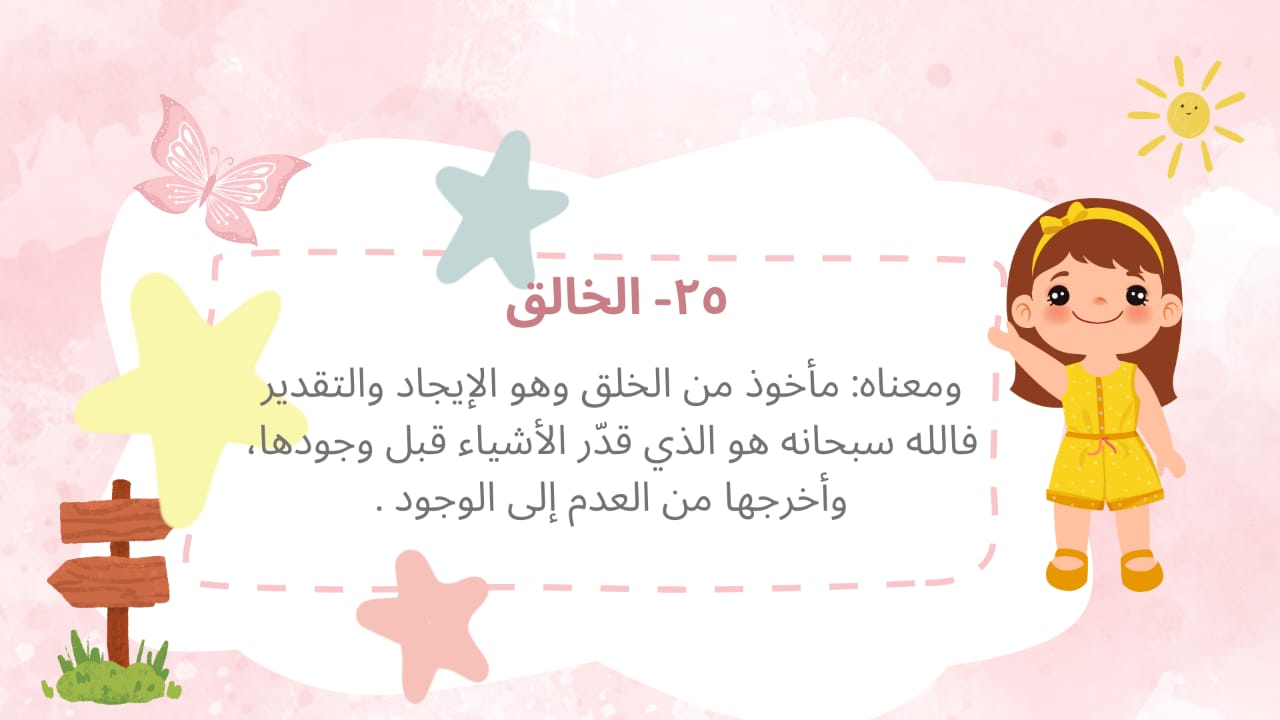 ٢٥- الخالق
ومعناه: مأخوذ من الخلق وهو الإيجاد والتقدير
فالله سبحانه هو الذي قدّر الأشياء قبل وجودها،
وأخرجها من العدم إلى الوجود .